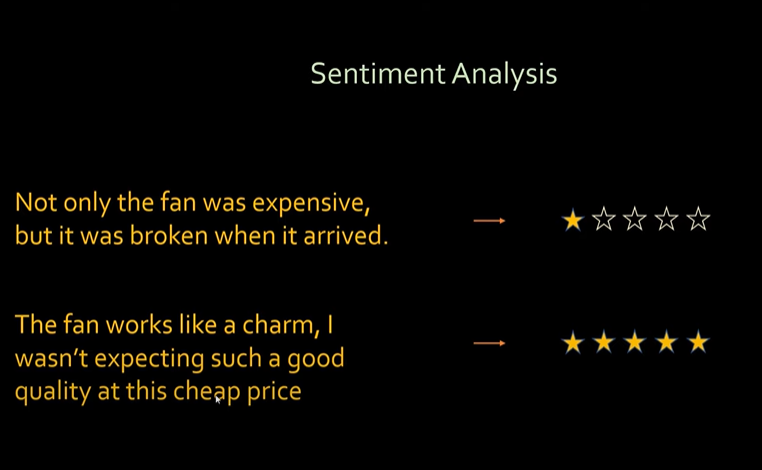 Sentiment Analysis
Not only the fan was expensive,
but it was broken when it arrived.
The fan works like a charm, I
wasn't expecting such a good
quality at this cheap price